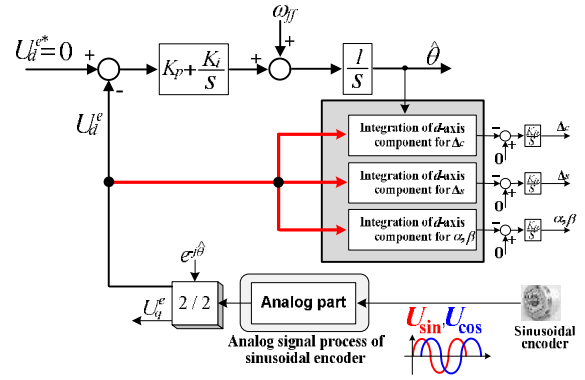 ω_ff
U_d^e*=0 + K_p + K_i/S + + 1/S θ̂
-
U_d^e
Integration of d-axis component for Δc − + 0 Δc
Integration of d-axis component for Δs − + 0 Δs
Integration of d-axis component for α,β − + 0 α,β
e^-jθ̂
2 / 2
U_q^e
Analog part
Analog signal process of
sinusoidal encoder
U_sin, U_cos
Sinusoidal
encoder